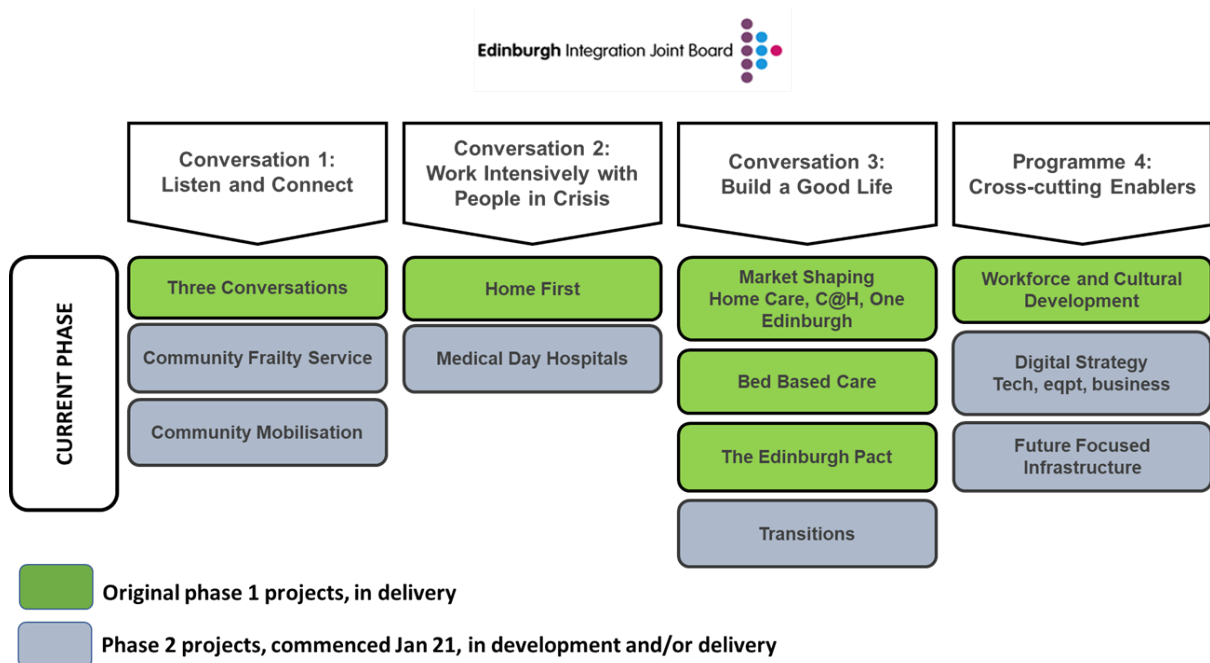 Edinburgh Integration Joint Board
Conversation 1:
Listen and Connect
Conversation 2:
Work Intensively with
People in Crisis
Conversation 3:
Build a Good Life
Programme 4:
Cross-cutting Enablers
CURRENT PHASE
Three Conversations
Community Frailty Service
Community Mobilisation
Home First
Medical Day Hospitals
Market Shaping
Home Care, C@H, One
Edinburgh
Bed Based Care
The Edinburgh Pact
Transitions
Workforce and Cultural
Development
Digital Strategy
Tech, eqpt, business
Future Focused
Infrastructure
Original phase 1 projects, in delivery
Phase 2 projects, commenced Jan 21, in development and/or delivery